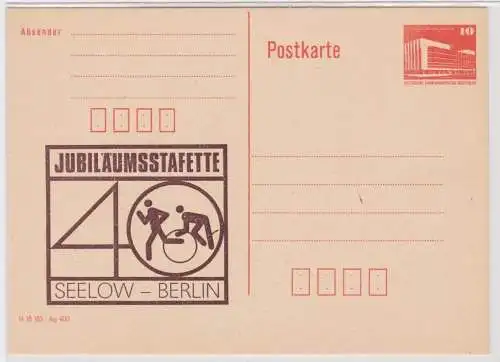 Absender
Postkarte
10
JUBILÄUMSSTAFETTE
40
SEELOW – BERLIN